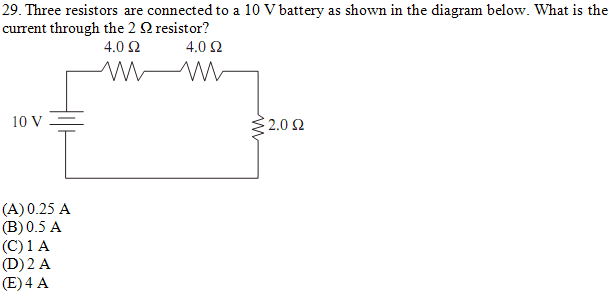 29. Three resistors are connected to a 10 V battery as shown in the diagram below. What is the
current through the 2 Ω resistor?
4.0 Ω 4.0 Ω
10 V
2.0 Ω
(A) 0.25 A
(B) 0.5 A
(C) 1 A
(D) 2 A
(E) 4 A